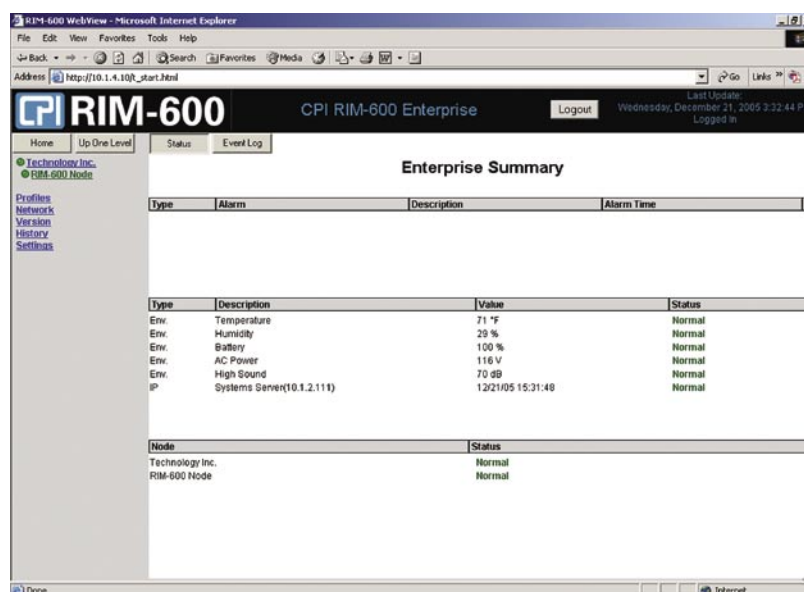 RIM-600 WebView - Microsoft Internet Explorer
File Edit View Favorites Tools Help
Back Search Favorites Media
Address http://10.1.4.10/t_start.html Go Links »
CPI RIM-600
CPI RIM-600 Enterprise
Logout
Last Update:
Wednesday, December 21, 2005 3:32:44 P
Logged In
Home Up One Level Status Event Log
Technology Inc.
RIM-600 Node
Profiles
Network
Version
History
Settings
Enterprise Summary
Type Alarm Description Alarm Time
Type Description Value Status
Env. Temperature 71 °F Normal
Env. Humidity 29 % Normal
Env. Battery 100 % Normal
Env. AC Power 116 V Normal
Env. High Sound 70 dB Normal
IP Systems Server(10.1.2.111) 12/21/05 15:31:48 Normal
Node Status
Technology Inc. Normal
RIM-600 Node Normal
Done Internet